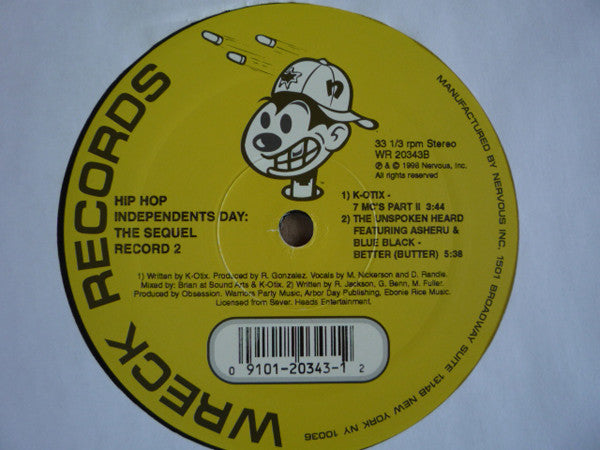 WRECK RECORDS
n
HIP HOP
INDEPENDENTS DAY:
THE SEQUEL
RECORD 2
33 1/3 rpm Stereo
WR 20343B
℗ & © 1998 Nervous, Inc.
All rights reserved
1) K-OTIX -
7 MC'S PART II 3:44
2) THE UNSPOKEN HEARD
FEATURING ASHERU &
BLUE BLACK -
BETTER (BUTTER) 5:38
1) Written by K-Otix. Produced by R. Gonzalez. Vocals by M. Nickerson and D. Randle.
Mixed by: Brian at Sound Arts & K-Otix. 2) Written by R. Jackson, G. Benn, M. Fuller.
Produced by Obsession. Warriors Party Music, Arbor Day Publishing, Ebonie Rice Music.
Licensed from Sever. Heads Entertainment.
0 9101-20343-1 2
MANUFACTURED BY NERVOUS INC. 1501 BROADWAY SUITE 1314B NEW YORK NY 10036